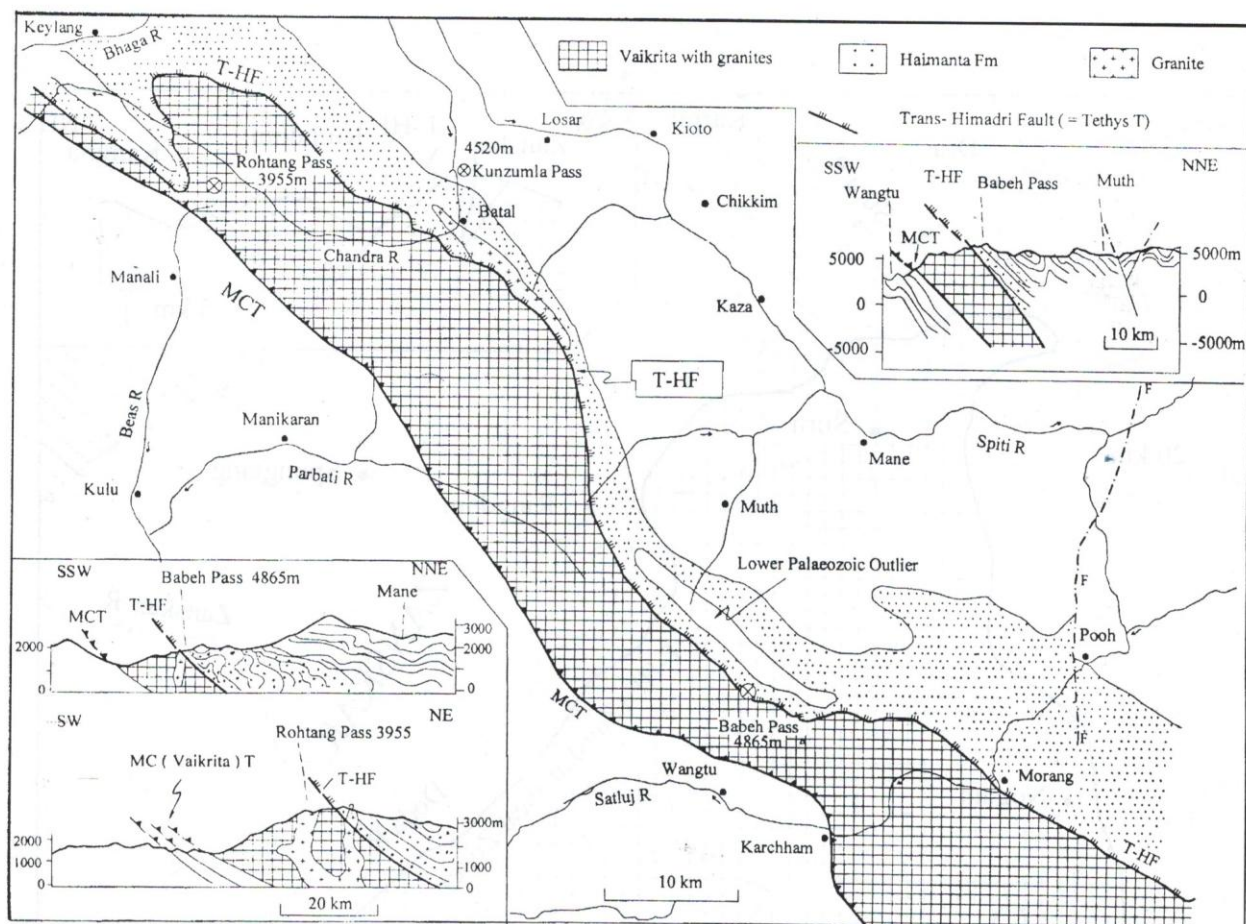 Keylang
Bhaga R
T-HF
Vaikrita with granites
Haimanta Fm
Granite
Trans- Himadri Fault ( = Tethys T)
Losar
Kioto
4520m
Kunzumla Pass
Rohtang Pass
3955m
Batal
Chikkim
Chandra R
Manali
MCT
Kaza
T-HF
Beas R
Manikaran
Parbati R
Kulu
Mane
Spiti R
Muth
Lower Palaeozoic Outlier
Pooh
F
F
F
MCT
Babeh Pass
4865m
Wangtu
Satluj R
Morang
Karchham
T-HF
10 km
SSW
NNE
Wangtu
T-HF
Babeh Pass
Muth
MCT
5000
5000m
0
0
-5000
-5000m
10 km
SSW
NNE
Babeh Pass 4865m
Mane
T-HF
MCT
3000
2000
2000
0
0
SW
NE
Rohtang Pass 3955
MC ( Vaikrita ) T
T-HF
3000m
2000
1000
1000
0
0
20 km